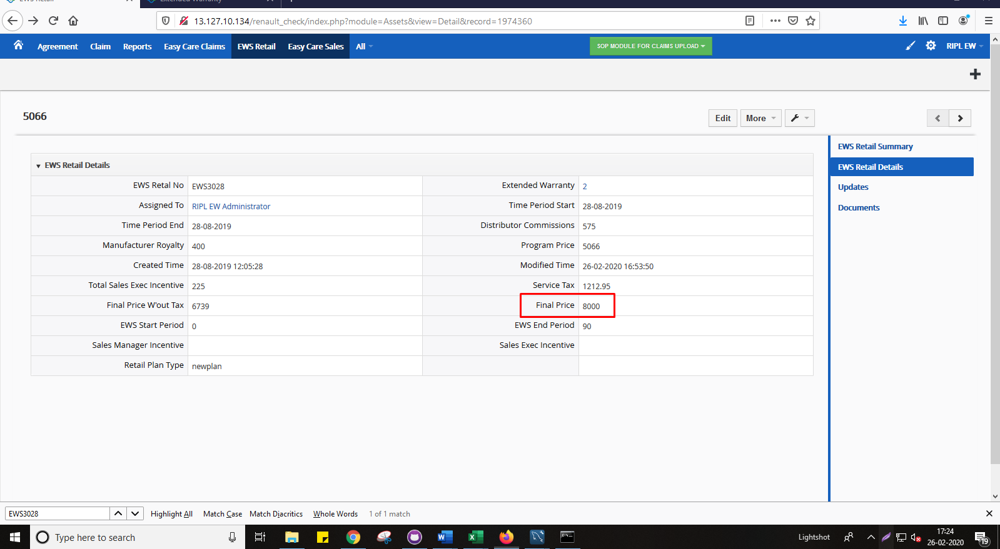 EWS Retail
Extended Warranty
13.127.10.134/renault_check/index.php?module=Assets&view=Detail&record=1974360
Agreement Claim Reports Easy Care Claims EWS Retail Easy Care Sales All SOP MODULE FOR CLAIMS UPLOAD RIPL EW
5066
Edit More
EWS Retail Summary
EWS Retail Details
Updates
Documents
EWS Retail Details
EWS Retal No EWS3028 Extended Warranty 2
Assigned To RIPL EW Administrator Time Period Start 28-08-2019
Time Period End 28-08-2019 Distributor Commissions 575
Manufacturer Royalty 400 Program Price 5066
Created Time 28-08-2019 12:05:28 Modified Time 26-02-2020 16:53:50
Total Sales Exec Incentive 225 Service Tax 1212.95
Final Price W'out Tax 6739 Final Price 8000
EWS Start Period 0 EWS End Period 90
Sales Manager Incentive Sales Exec Incentive
Retail Plan Type newplan
EWS3028 Highlight All Match Case Match Diacritics Whole Words 1 of 1 match
Type here to search Lightshot 17:24
26-02-2020 19